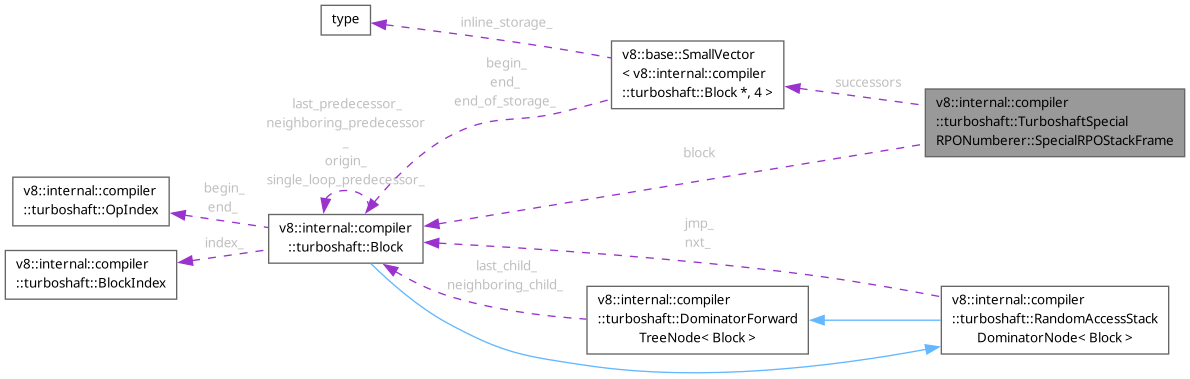 type
inline_storage_
v8::base::SmallVector
< v8::internal::compiler
::turboshaft::Block *, 4 >
begin_
end_
end_of_storage_
successors
v8::internal::compiler
::turboshaft::TurboshaftSpecial
RPONumberer::SpecialRPOStackFrame
last_predecessor_
neighboring_predecessor
_
origin_
single_loop_predecessor_
block
v8::internal::compiler
::turboshaft::OpIndex
begin_
end_
v8::internal::compiler
::turboshaft::Block
jmp_
nxt_
v8::internal::compiler
::turboshaft::BlockIndex
index_
last_child_
neighboring_child_
v8::internal::compiler
::turboshaft::DominatorForward
TreeNode< Block >
v8::internal::compiler
::turboshaft::RandomAccessStack
DominatorNode< Block >